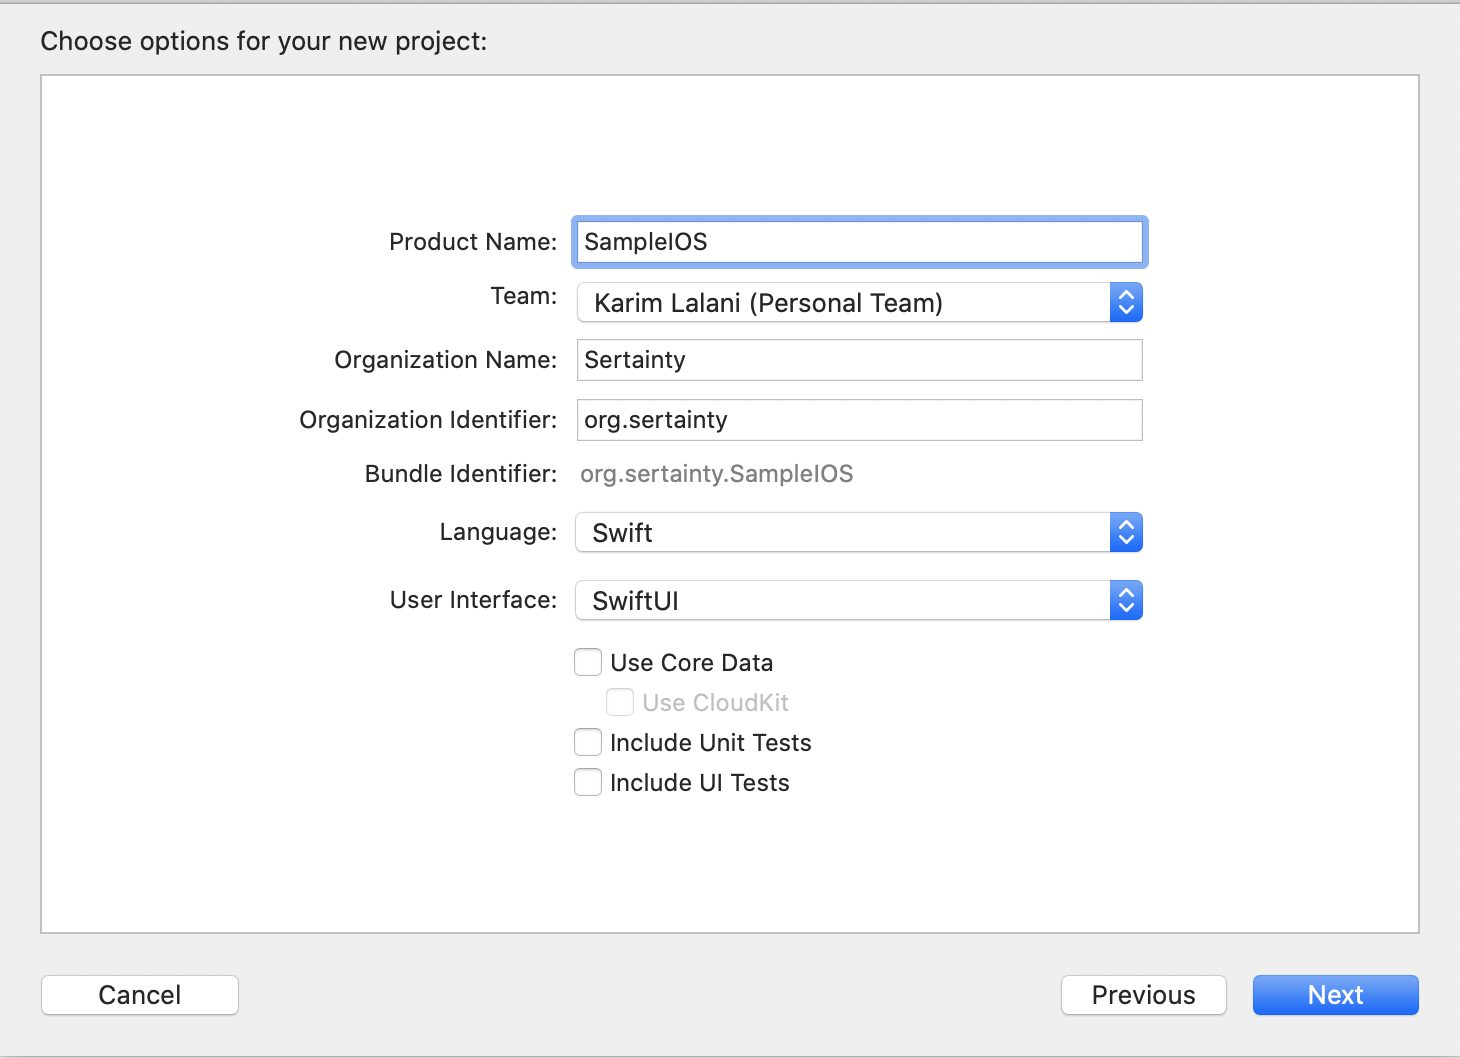 Choose options for your new project:
Product Name: SampleIOS
Team: Karim Lalani (Personal Team)
Organization Name: Sertainty
Organization Identifier: org.sertainty
Bundle Identifier: org.sertainty.SampleIOS
Language: Swift
User Interface: SwiftUI
Use Core Data
Use CloudKit
Include Unit Tests
Include UI Tests
Cancel Previous Next